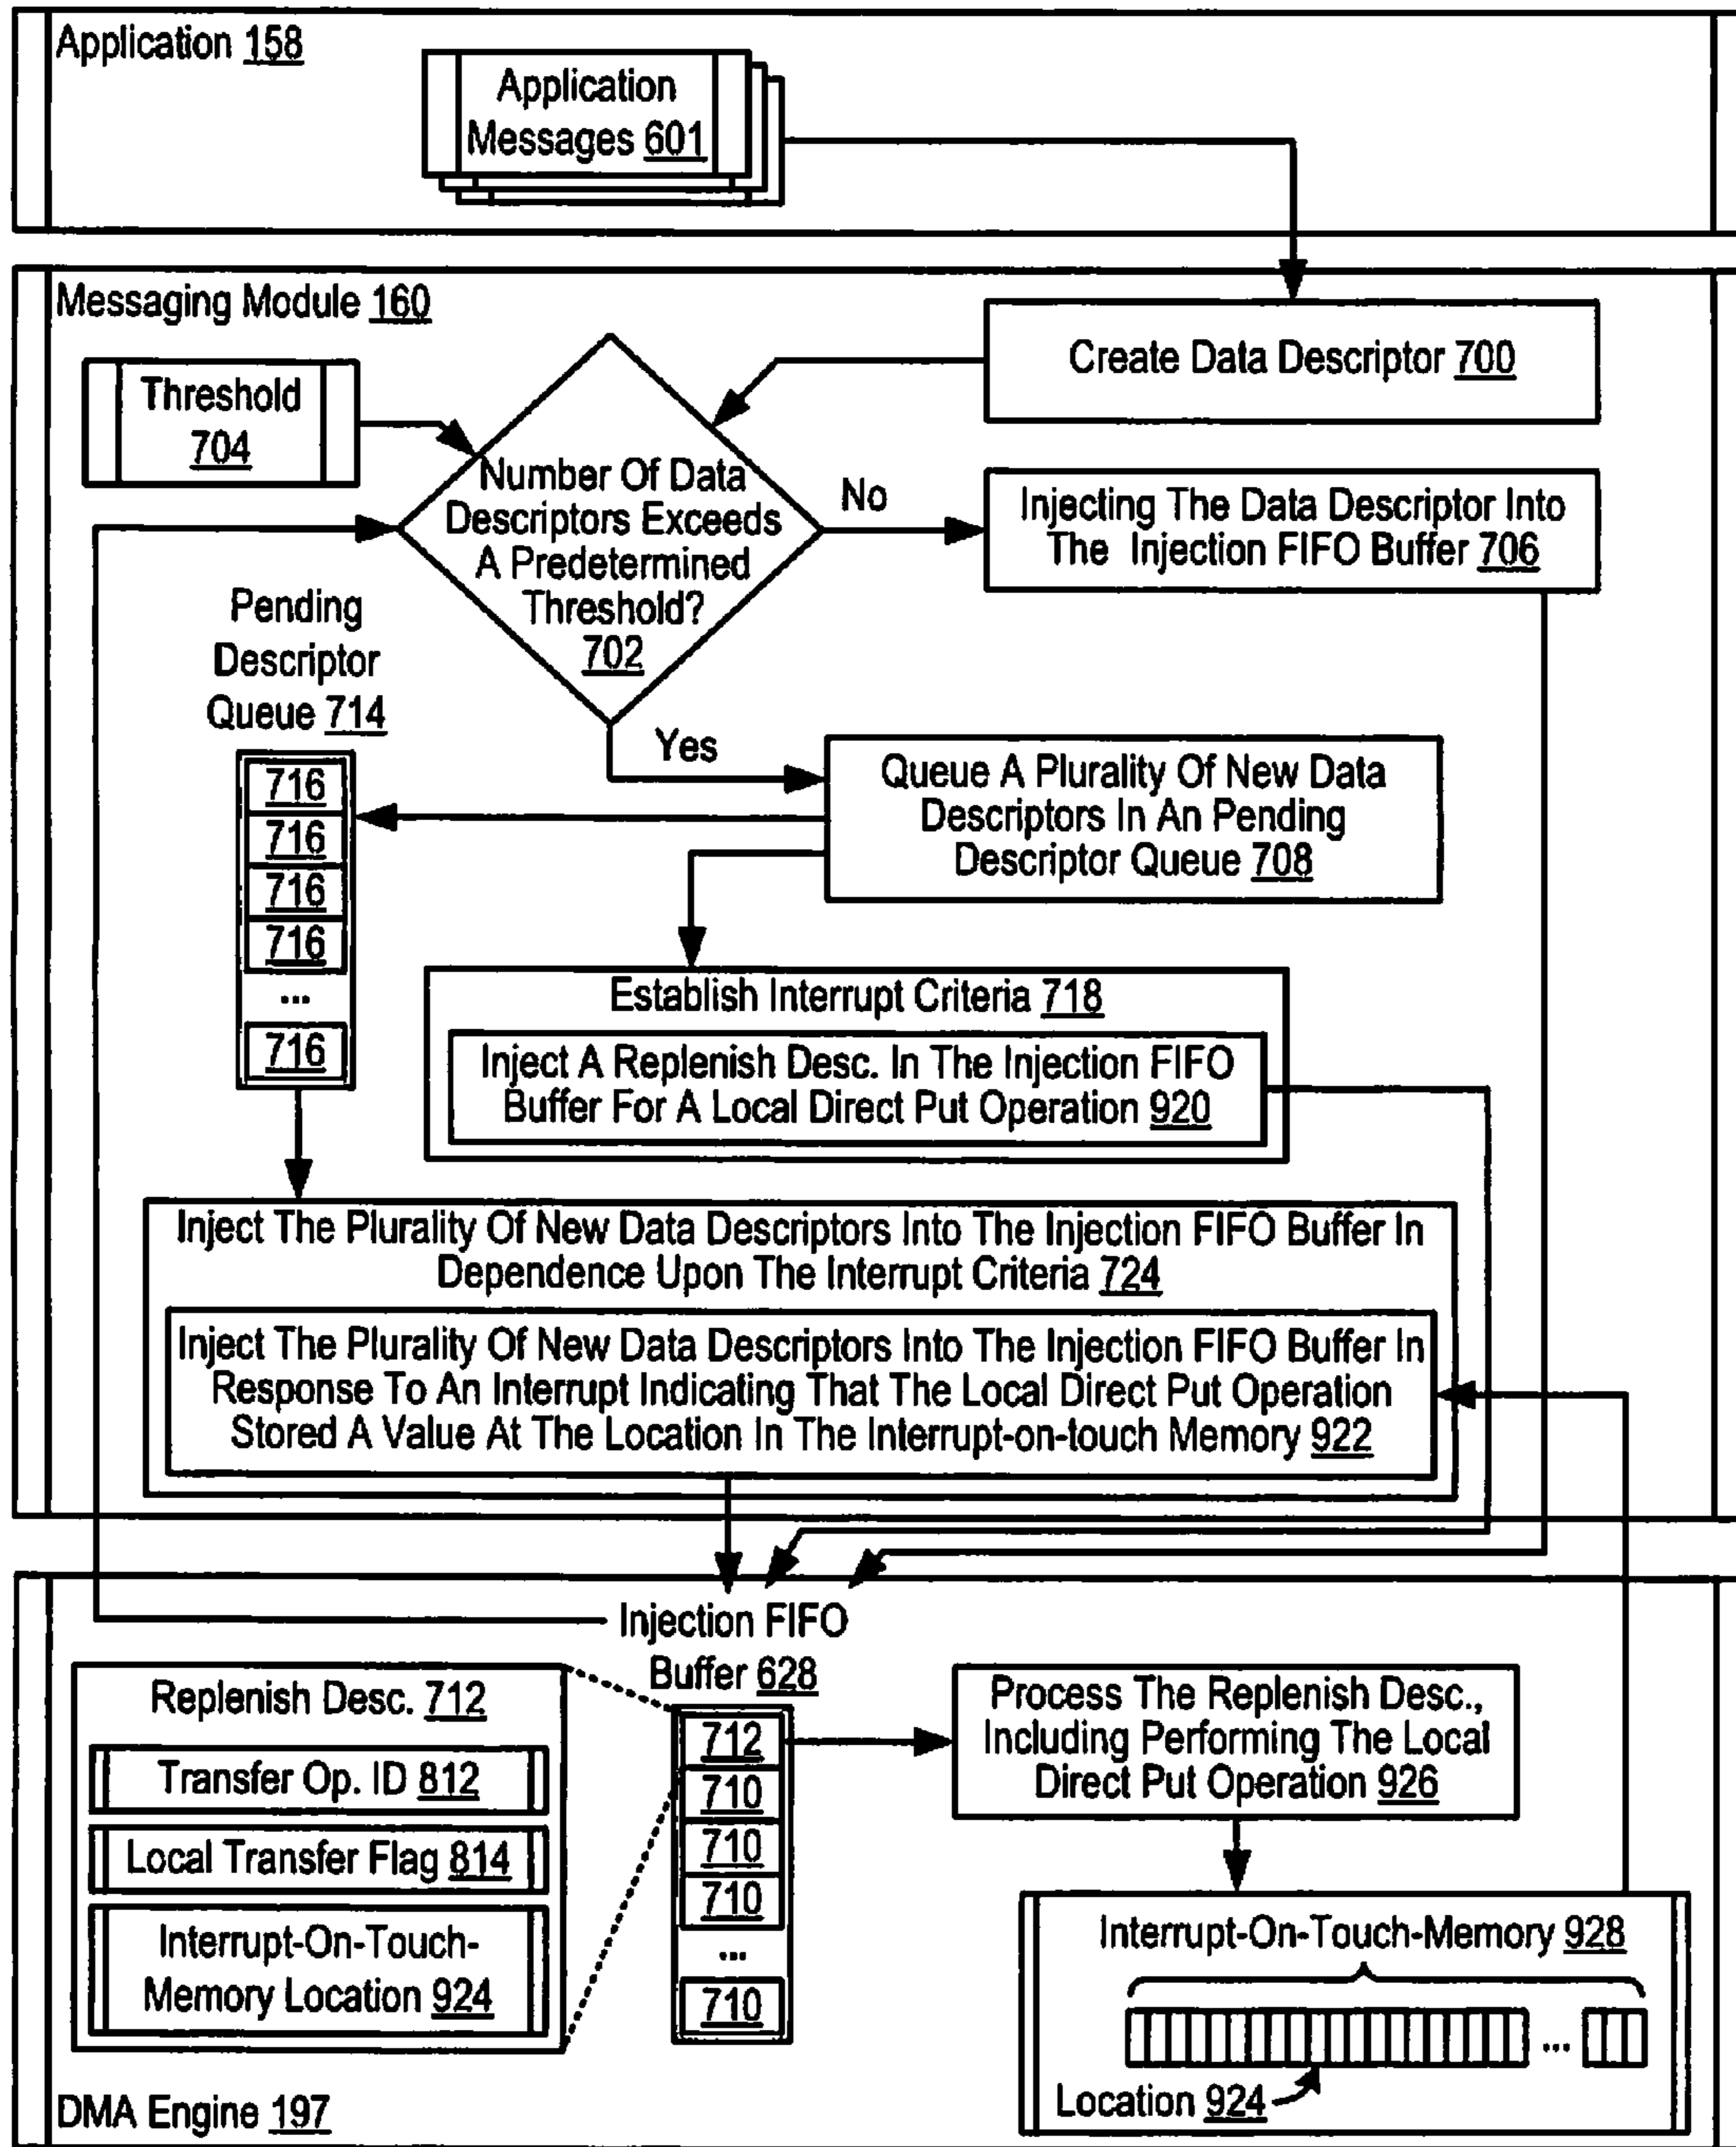 Application 158
Application
Messages 601
Messaging Module 160
Create Data Descriptor 700
Threshold
704
Number Of Data
Descriptors Exceeds
A Predetermined
Threshold?
702
No
Injecting The Data Descriptor Into
The Injection FIFO Buffer 706
Pending
Descriptor
Queue 714
Yes
Queue A Plurality Of New Data
Descriptors In An Pending
Descriptor Queue 708
716
716
716
716
...
716
Establish Interrupt Criteria 718
Inject A Replenish Desc. In The Injection FIFO
Buffer For A Local Direct Put Operation 920
Inject The Plurality Of New Data Descriptors Into The Injection FIFO Buffer In
Dependence Upon The Interrupt Criteria 724
Inject The Plurality Of New Data Descriptors Into The Injection FIFO Buffer In
Response To An Interrupt Indicating That The Local Direct Put Operation
Stored A Value At The Location In The Interrupt-on-touch Memory 922
Injection FIFO
Buffer 628
Replenish Desc. 712
Transfer Op. ID 812
Local Transfer Flag 814
Interrupt-On-Touch-
Memory Location 924
712
710
710
710
...
710
Process The Replenish Desc.,
Including Performing The Local
Direct Put Operation 926
Interrupt-On-Touch-Memory 928
...
Location 924
DMA Engine 197